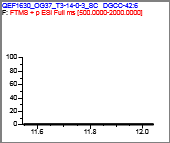 QEF1630_OG37_T3-14-0-3_SC DGCC-42:6
F: FTMS + p ESI Full ms [500.0000-2000.0000]
100
80
60
40
20
0
11.6 11.8 12.0